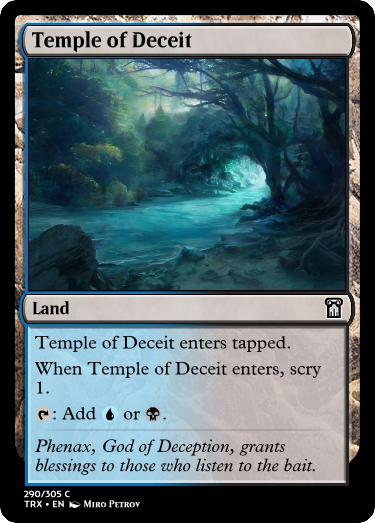 Temple of Deceit
Land
Temple of Deceit enters tapped.
When Temple of Deceit enters, scry
1.
: Add or .
Phenax, God of Deception, grants
blessings to those who listen to the bait.
290/305 C
TRX • EN Miro Petrov